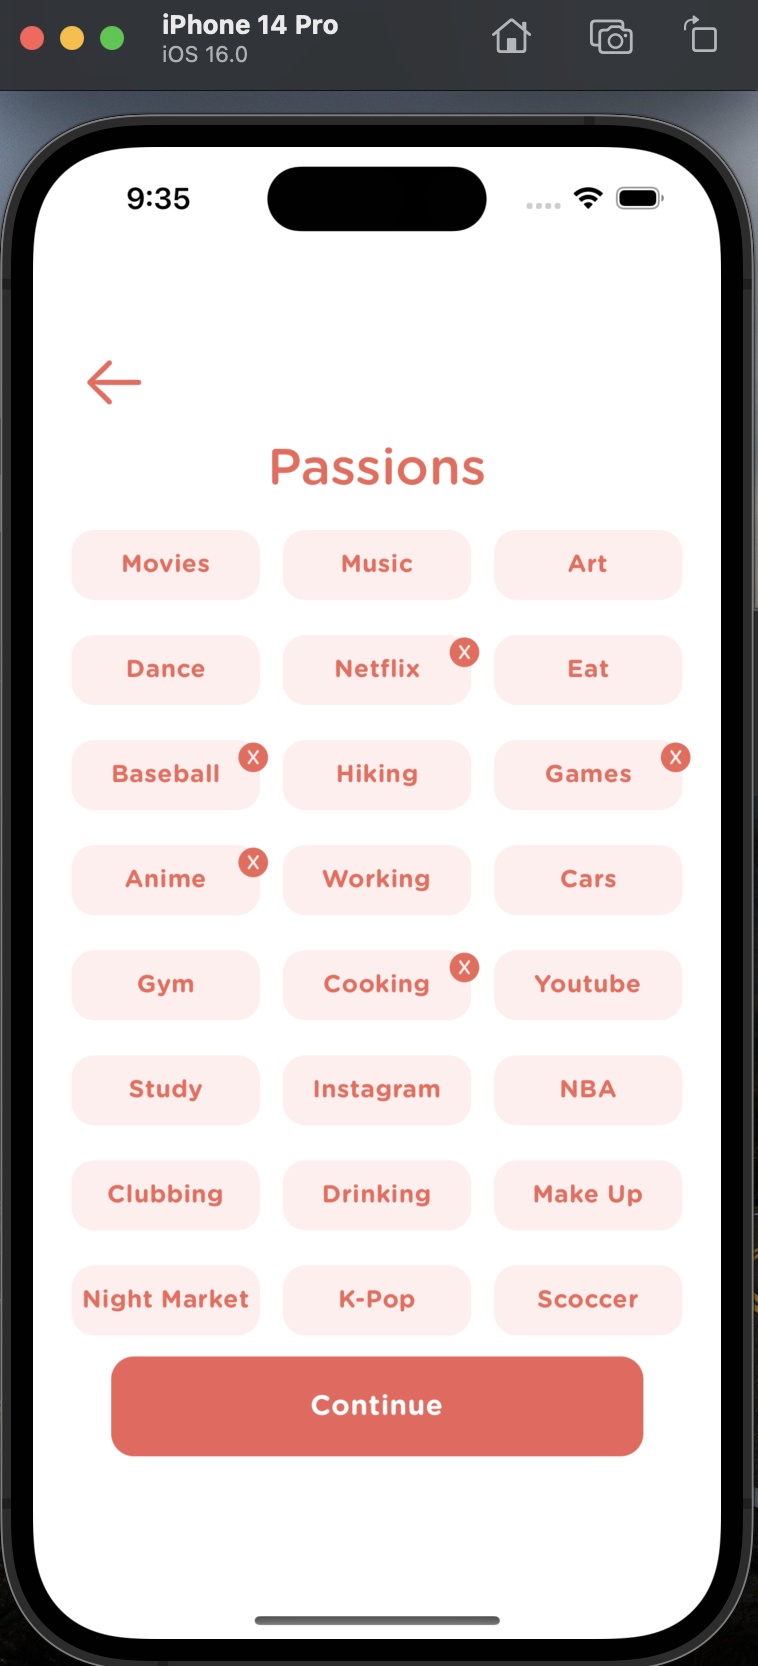 iPhone 14 Pro
iOS 16.0
9:35
Passions
Movies Music Art
Dance Netflix X Eat
Baseball X Hiking Games X
Anime X Working Cars
Gym Cooking X Youtube
Study Instagram NBA
Clubbing Drinking Make Up
Night Market K-Pop Scoccer
Continue